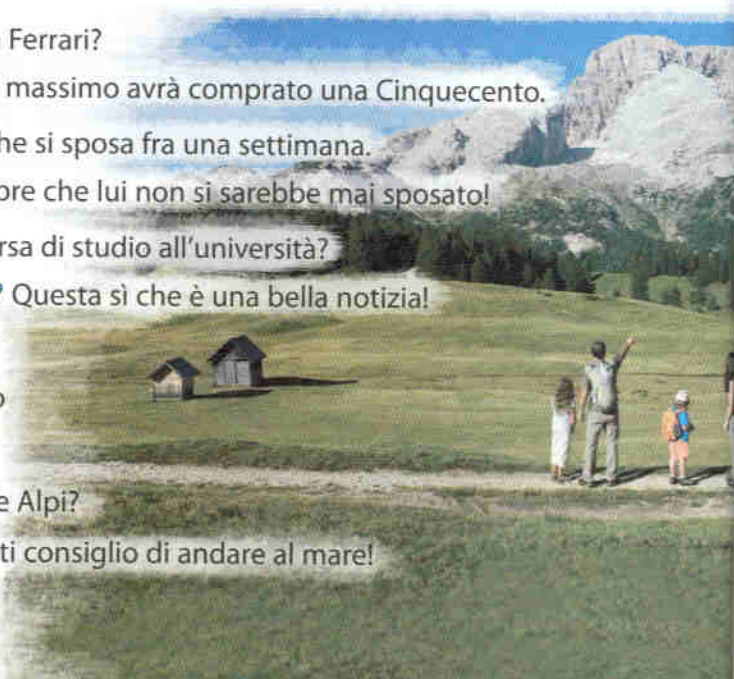 Ferrari?
massimo avrà comprato una Cinquecento.
he si sposa fra una settimana.
ore che lui non si sarebbe mai sposato!
rsa di studio all'università?
? Questa sì che è una bella notizia!
o
e Alpi?
ti consiglio di andare al mare!